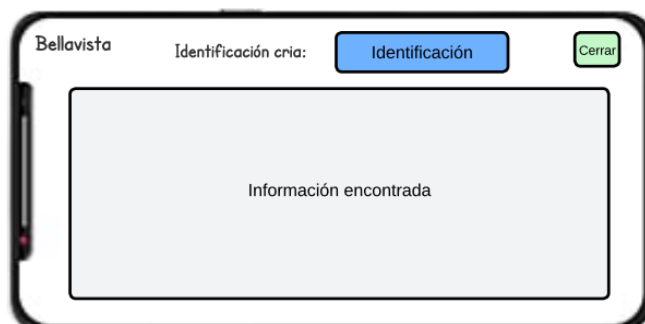 Bellavista
Identificación cria:
Identificación
Cerrar
Información encontrada